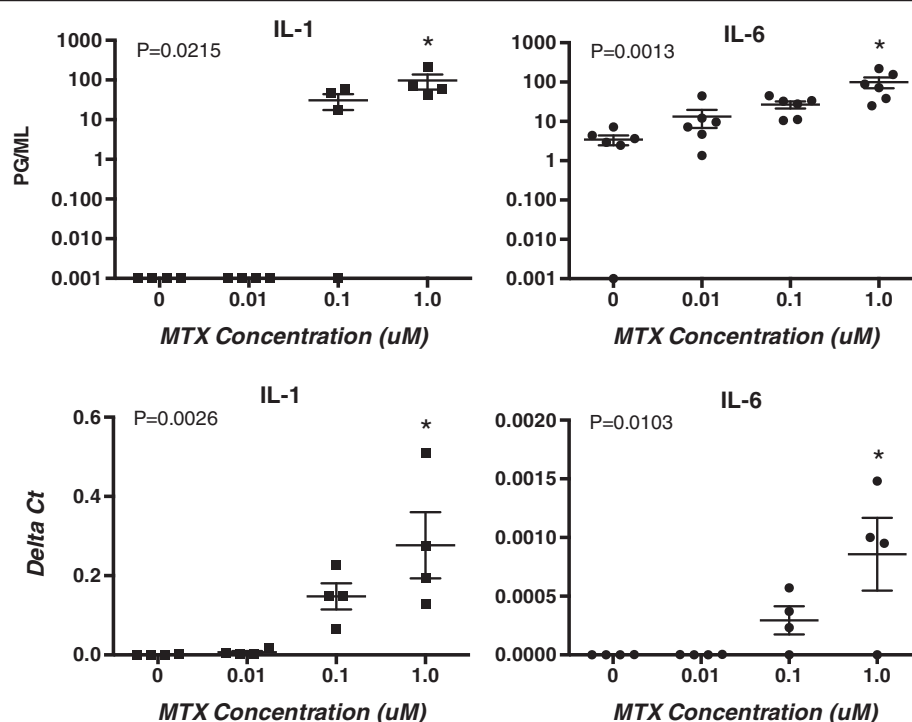 IL-1
P=0.0215
*
1000
100
10
1
0.100
0.010
0.001
PG/ML
0 0.01 0.1 1.0
MTX Concentration (uM)
IL-6
P=0.0013
*
1000
100
10
1
0.100
0.010
0.001
0 0.01 0.1 1.0
MTX Concentration (uM)
IL-1
P=0.0026
*
0.6
0.4
0.2
0.0
Delta Ct
0 0.01 0.1 1.0
MTX Concentration (uM)
IL-6
P=0.0103
*
0.0020
0.0015
0.0010
0.0005
0.0000
0 0.01 0.1 1.0
MTX Concentration (uM)